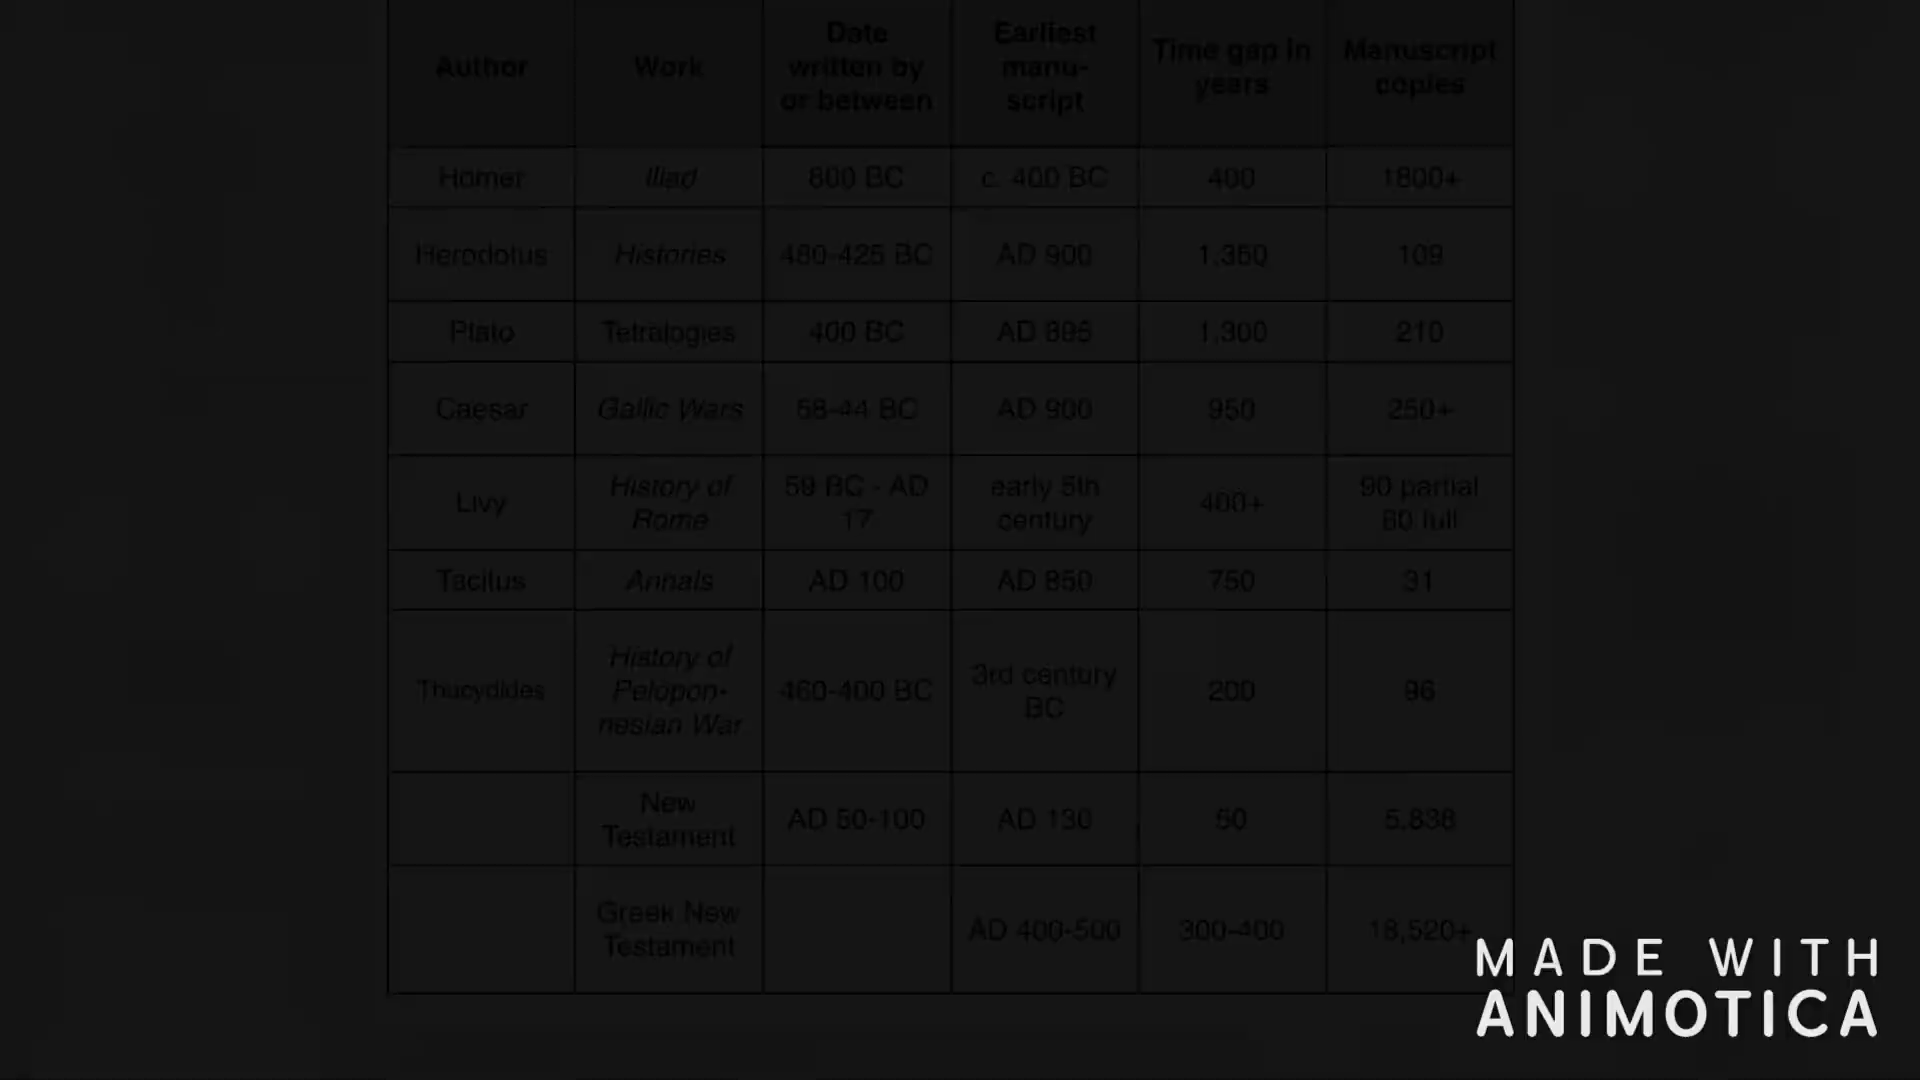 Author
Work
Date
written by
or between
Earliest
manu-
script
Time gap in
years
Manuscript
copies
Homer
Iliad
800 BC
c. 400 BC
400
1800+
Herodotus
Histories
480-425 BC
AD 900
1,350
109
Plato
Tetralogies
400 BC
AD 895
1,300
210
Caesar
Gallic Wars
58-44 BC
AD 900
950
250+
Livy
History of
Rome
59 BC - AD
17
early 5th
century
400+
90 partial
60 full
Tacitus
Annals
AD 100
AD 850
750
31
Thucydides
History of
Pelopon-
nesian War
460-400 BC
3rd century
BC
200
96
New
Testament
AD 50-100
AD 130
50
5,838
Greek New
Testament
AD 400-500
300-400
18,520+
MADE WITH
ANIMOTICA